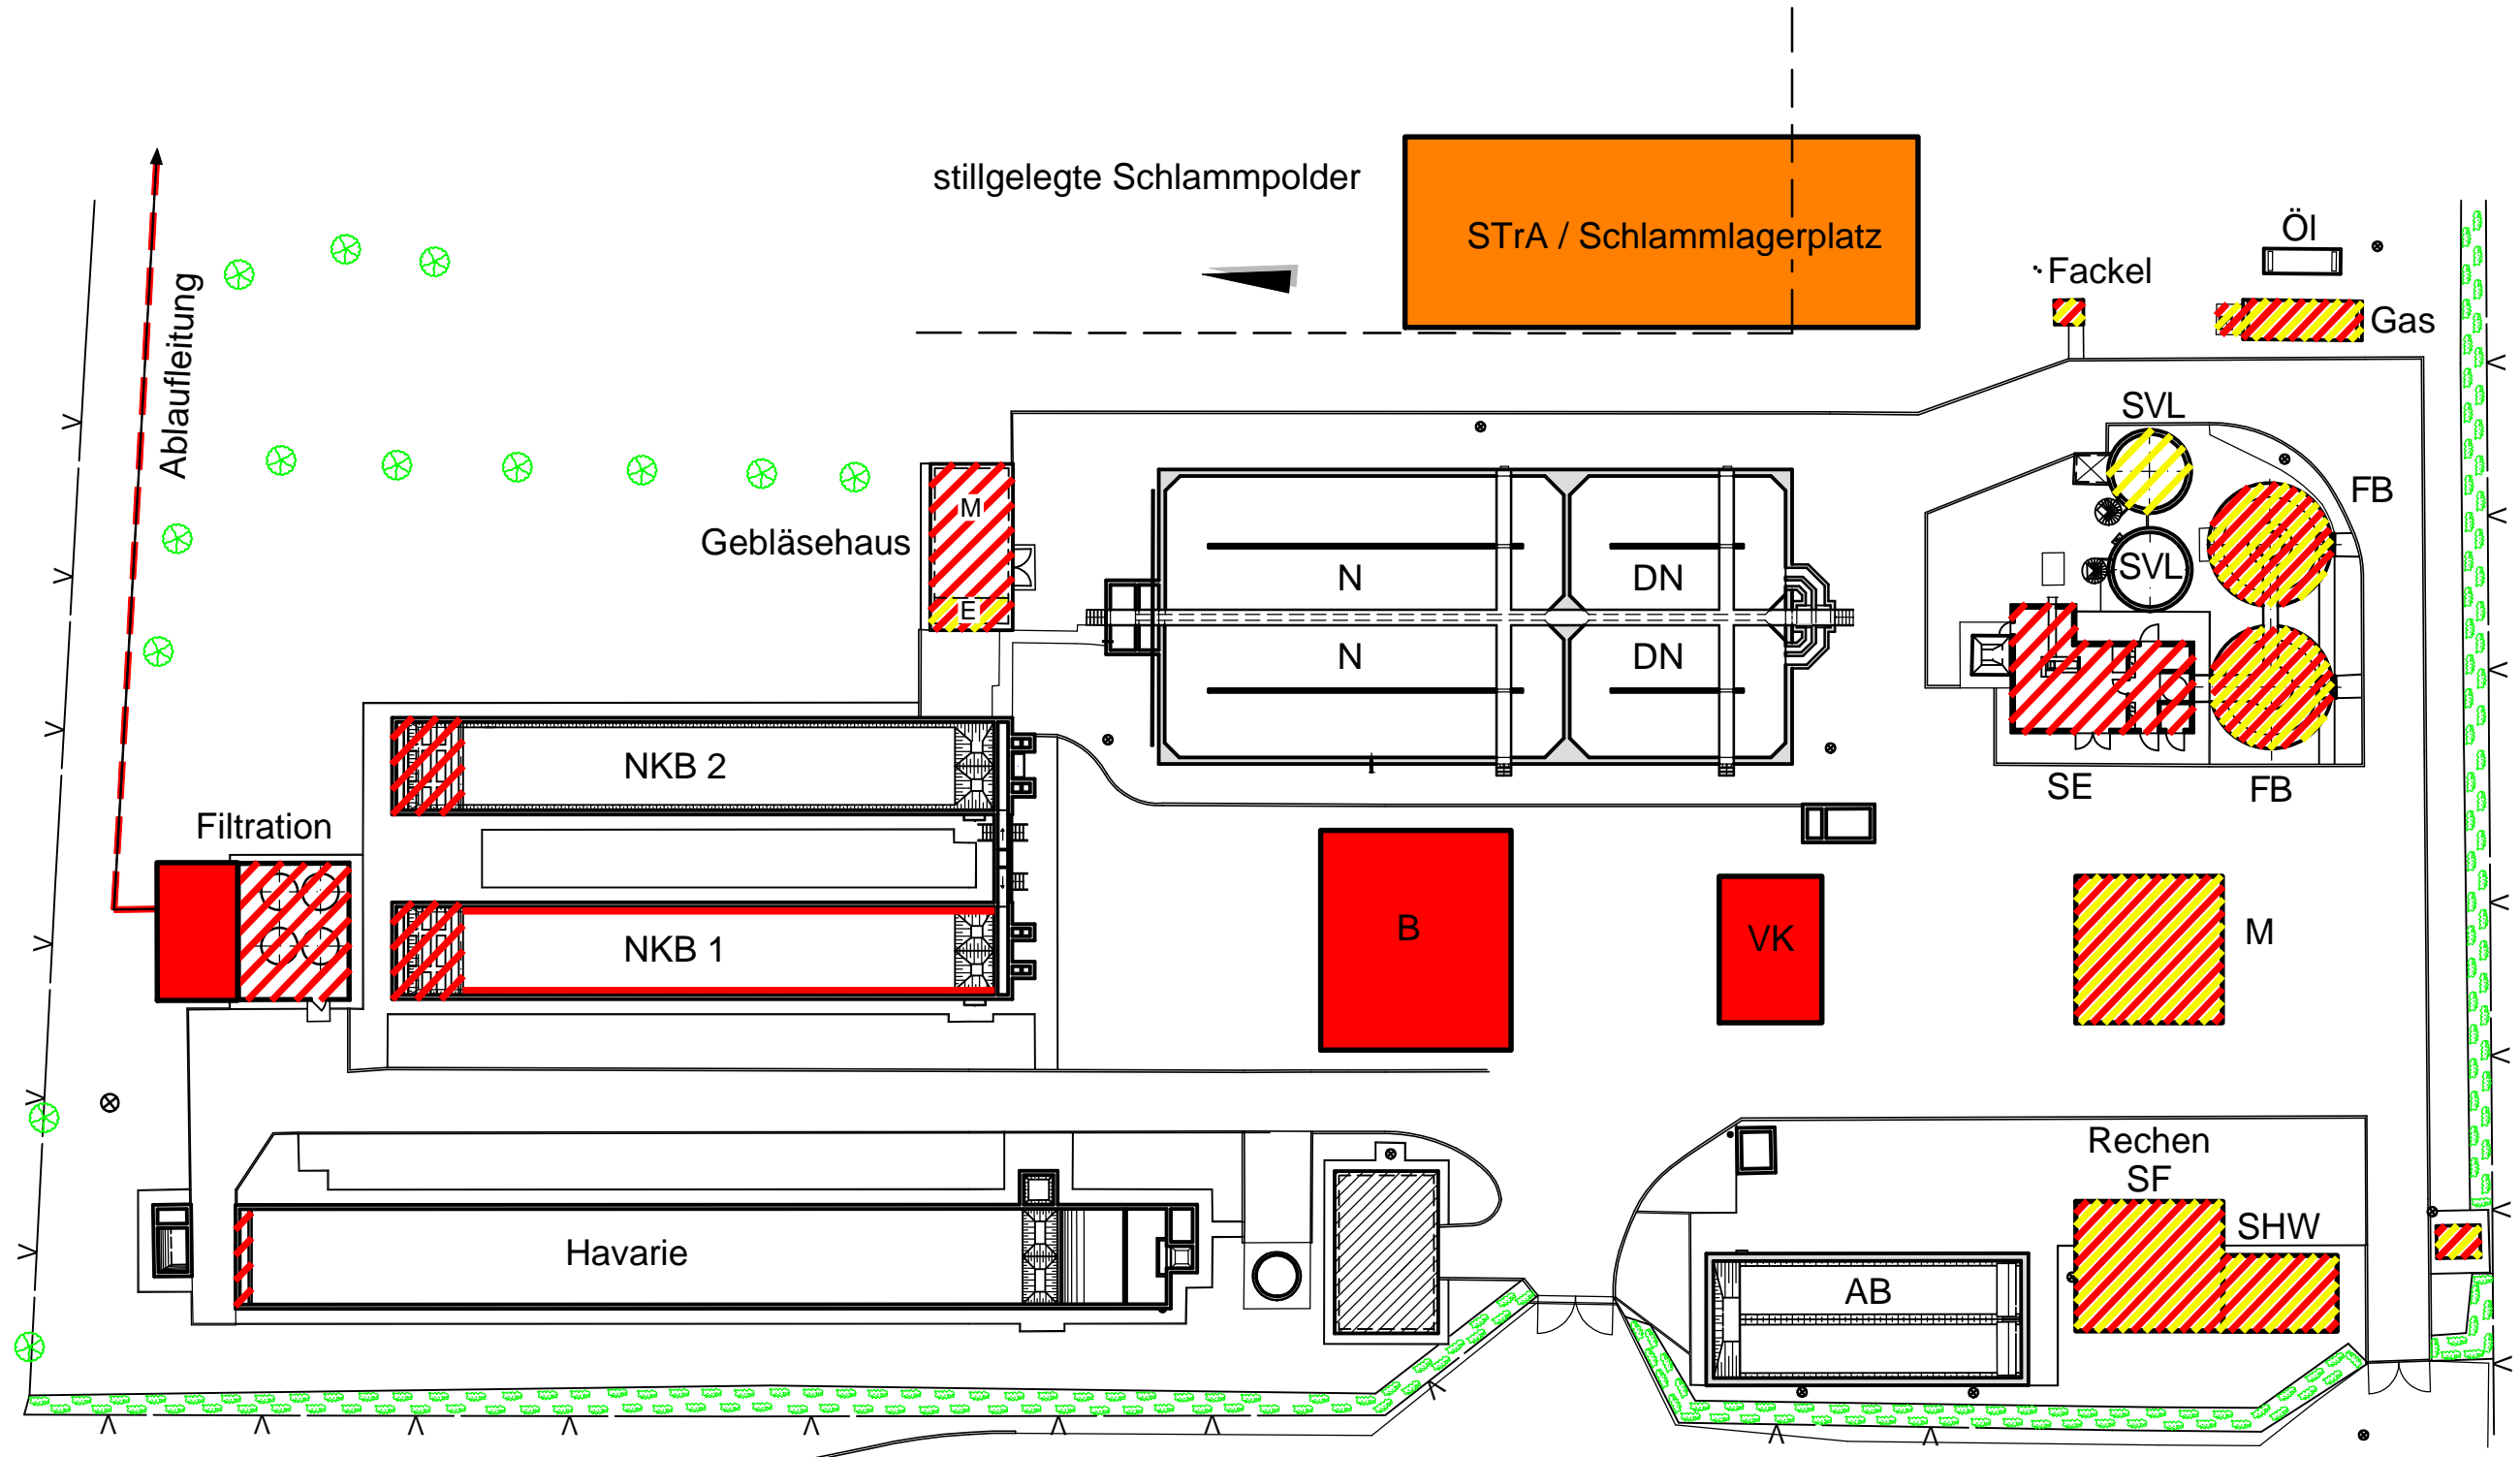 stillgelegte Schlammpolder
STrA / Schlammlagerplatz
Öl
Fackel
Gas
Ablaufleitung
SVL
FB
M
Gebläsehaus
E
N
DN
SVL
N
DN
NKB 2
SE
FB
Filtration
NKB 1
B
VK
M
Rechen
SF
SHW
Havarie
AB